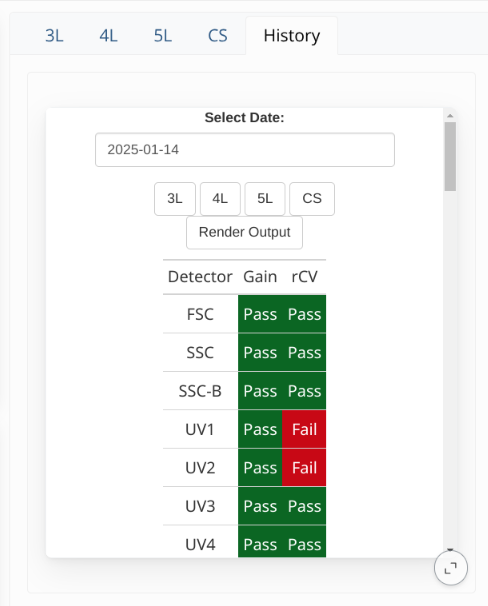 3L 4L 5L CS History
Select Date:
2025-01-14
3L 4L 5L CS
Render Output
Detector Gain rCV
FSC Pass Pass
SSC Pass Pass
SSC-B Pass Pass
UV1 Pass Fail
UV2 Pass Fail
UV3 Pass Pass
UV4 Pass Pass